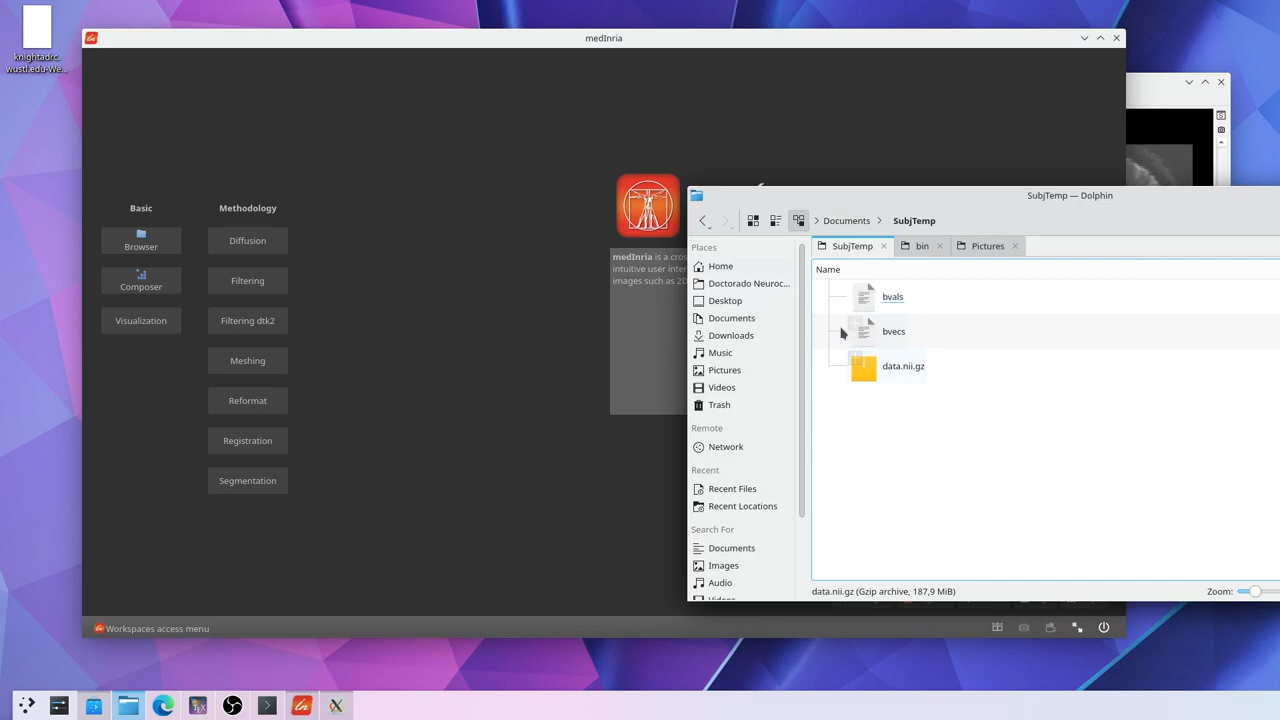 knightadrc.
wustl.edu-We...
medInria
Basic
Methodology
Browser
Diffusion
Composer
Filtering
Visualization
Filtering dtk2
Meshing
Reformat
Registration
Segmentation
medInria is a cros
intuitive user inter
images such as 2D
Workspaces access menu
SubjTemp — Dolphin
Documents
SubjTemp
SubjTemp
bin
Pictures
Places
Home
Doctorado Neuroc...
Desktop
Documents
Downloads
Music
Pictures
Videos
Trash
Remote
Network
Recent
Recent Files
Recent Locations
Search For
Documents
Images
Audio
Name
bvals
bvecs
data.nii.gz
data.nii.gz (Gzip archive, 187,9 MiB)
Zoom: